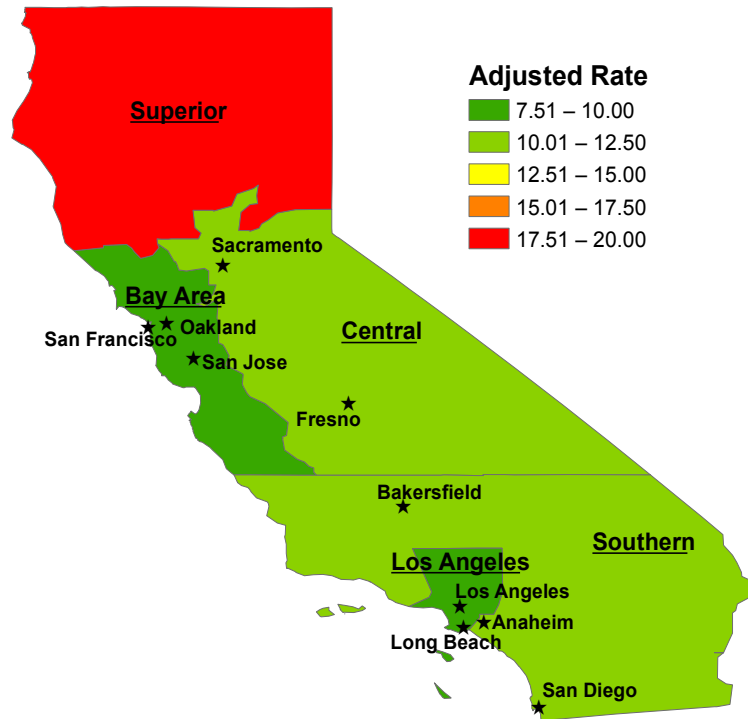 Adjusted Rate
7.51 – 10.00
10.01 – 12.50
12.51 – 15.00
15.01 – 17.50
17.51 – 20.00
Superior
Sacramento
Bay Area
Oakland
San Francisco
San Jose
Central
Fresno
Bakersfield
Southern
Los Angeles
Los Angeles
Anaheim
Long Beach
San Diego